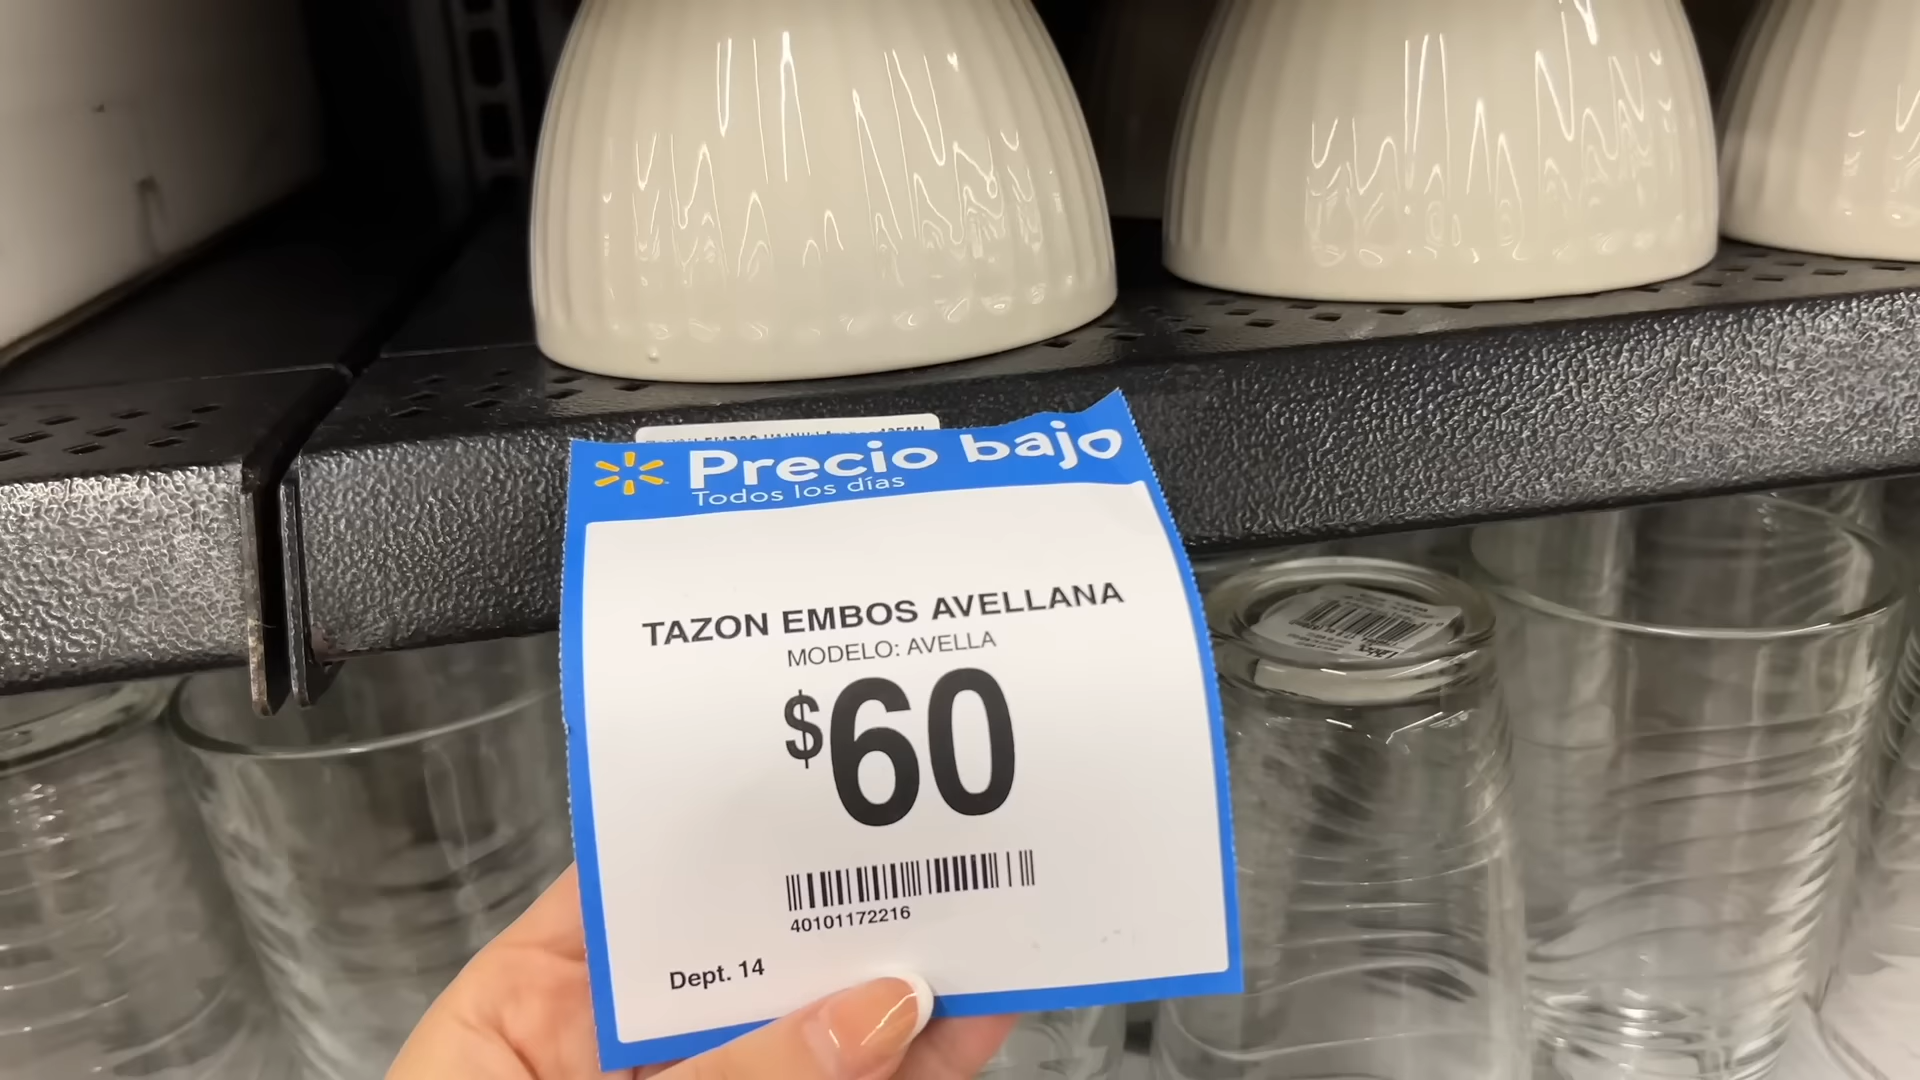 Precio bajo
Todos los días
TAZON EMBOS AVELLANA
MODELO: AVELLA
$60
40101172216
Dept. 14